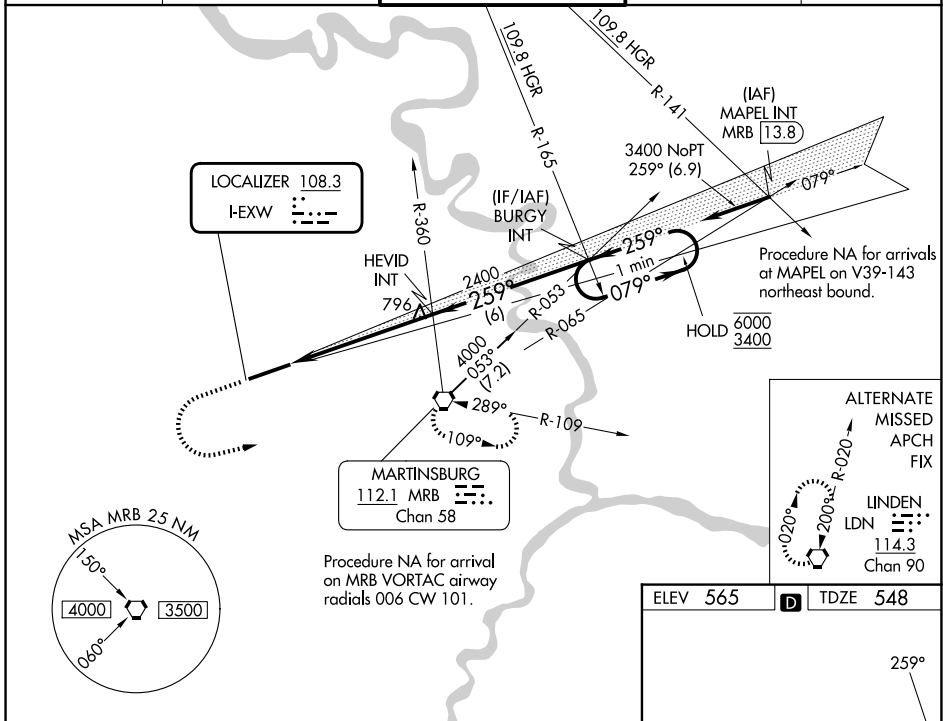 109.8 HGR
R-165
109.8 HGR
R-141
(IAF)
MAPEL INT
MRB 13.8
3400 NoPT
259° (6.9)
079°
LOCALIZER 108.3
I-EXW
R-360
(IF/IAF)
BURGY
INT
259°
1 min
079°
Procedure NA for arrivals
at MAPEL on V39-143
northeast bound.
HEVID
INT
796
2400
259°
(6)
R-053
R-065
HOLD 6000
3400
4000
053°
(7.2)
289°
R-109
109°
MARTINSBURG
112.1 MRB
Chan 58
ALTERNATE
MISSED
APCH
FIX
R-020
020°
200°
LINDEN
LDN
114.3
Chan 90
MSA MRB 25 NM
150°
4000
3500
060°
Procedure NA for arrival
on MRB VORTAC airway
radials 006 CW 101.
ELEV 565 D TDZE 548
259°